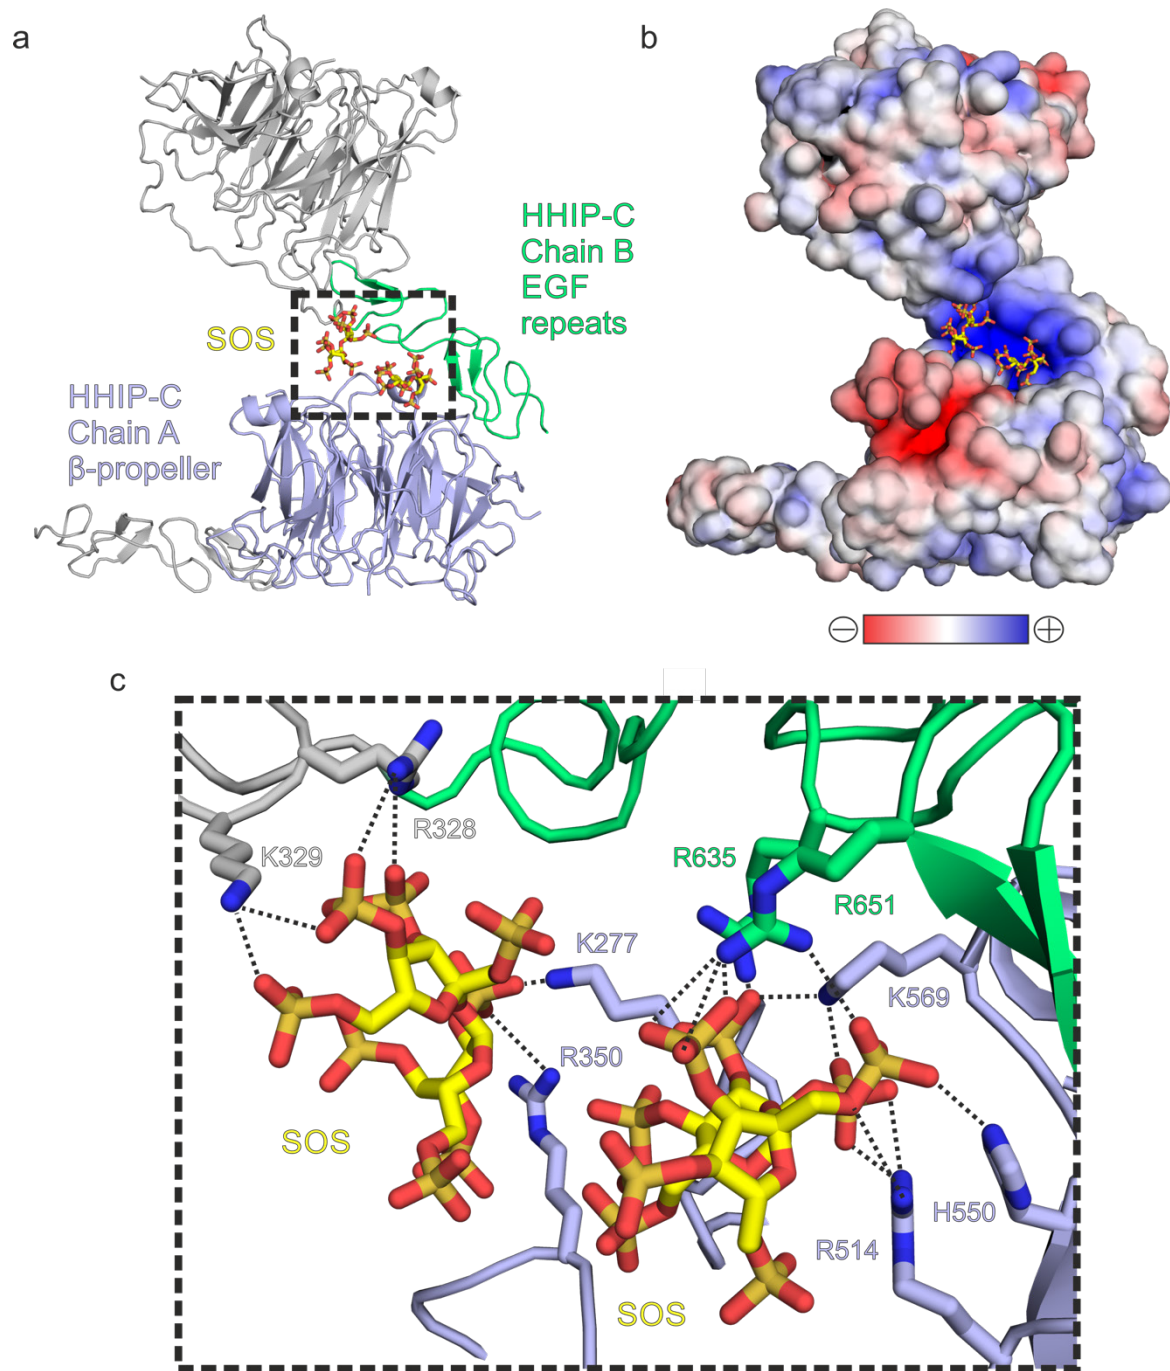 a
b
HHIP-C
Chain B
EGF
repeats
SOS
HHIP-C
Chain A
β-propeller
− +
c
R328
K329
R635
R651
K277
K569
R350
SOS
H550
R514
SOS